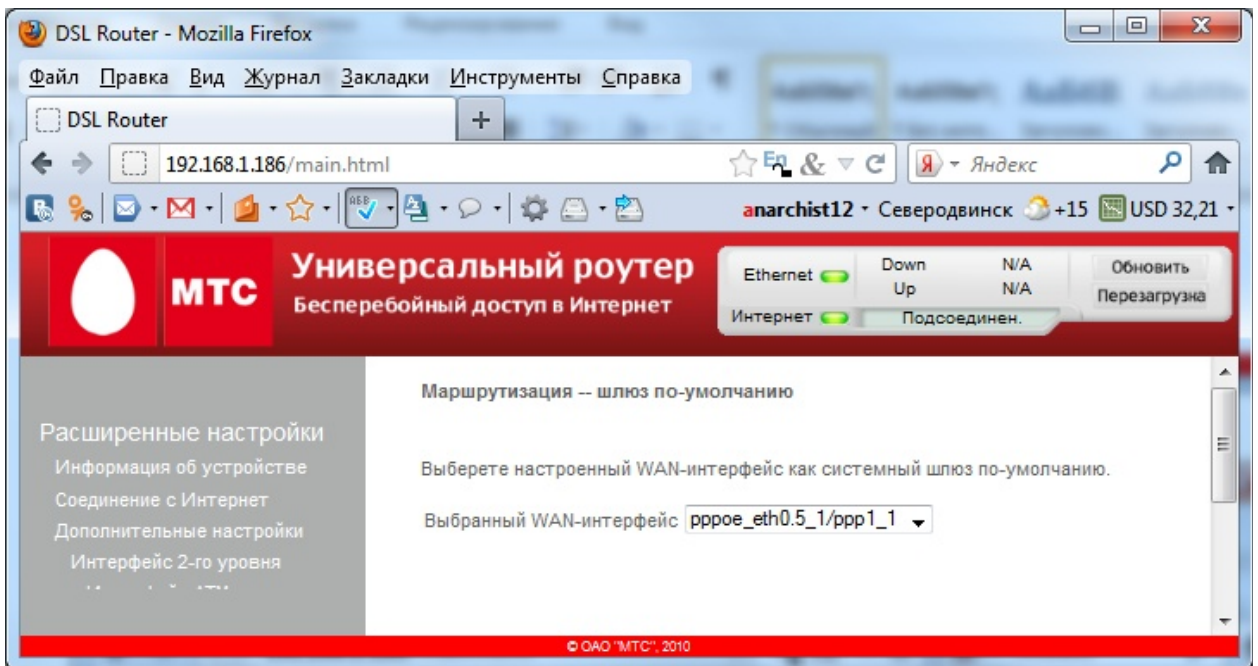 DSL Router - Mozilla Firefox
Файл Правка Вид Журнал Закладки Инструменты Справка
DSL Router
192.168.1.186/main.html
Яндекс
anarchist12 Северодвинск +15 USD 32,21
МТС
Универсальный роутер
Бесперебойный доступ в Интернет
Ethernet Down N/A
Up N/A
Интернет Подсоединен.
Обновить
Перезагрузка
Расширенные настройки
Информация об устройстве
Соединение с Интернет
Дополнительные настройки
Интерфейс 2-го уровня
Маршрутизация -- шлюз по-умолчанию
Выберете настроенный WAN-интерфейс как системный шлюз по-умолчанию.
Выбранный WAN-интерфейс pppoe_eth0.5_1/ppp1_1
© ОАО "МТС", 2010